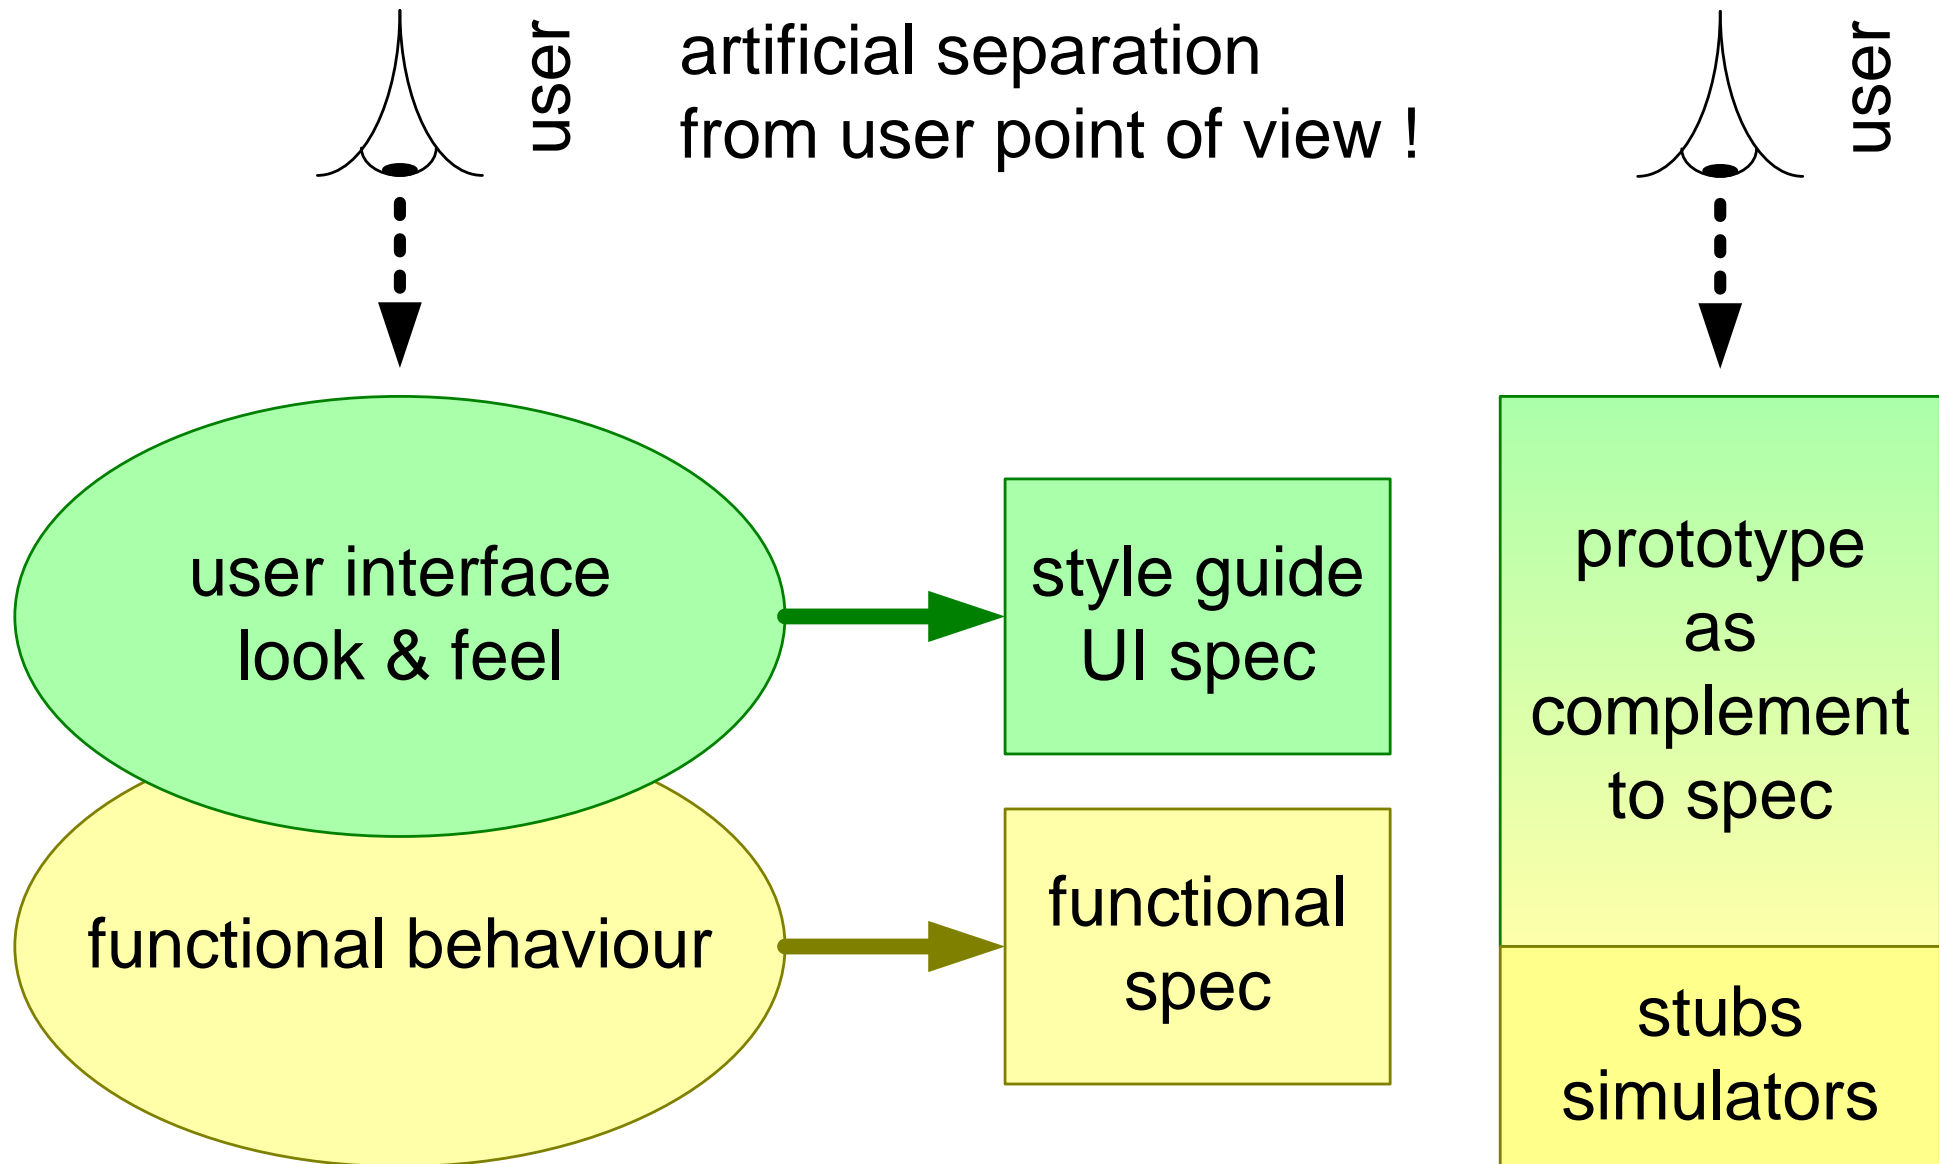 user
artificial separation
from user point of view !
user
user interface
look & feel
style guide
UI spec
prototype
as
complement
to spec
functional behaviour
functional
spec
stubs
simulators